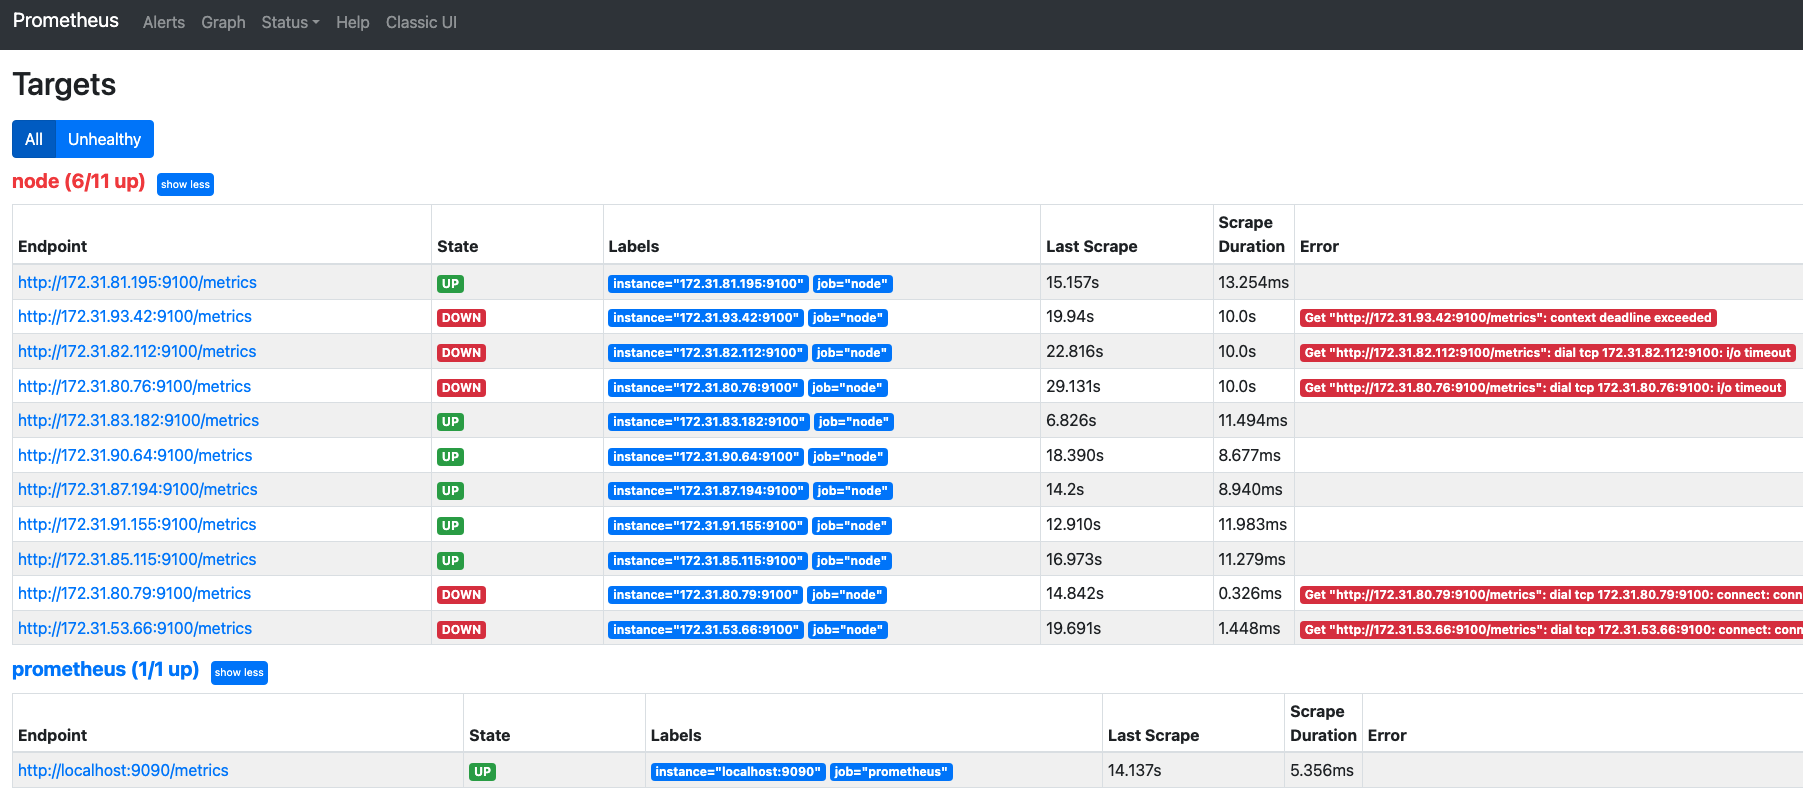 Prometheus Alerts Graph Status Help Classic UI
Targets
All Unhealthy
node (6/11 up) show less
Endpoint State Labels Last Scrape Scrape Duration Error
http://172.31.81.195:9100/metrics UP instance="172.31.81.195:9100" job="node" 15.157s 13.254ms
http://172.31.93.42:9100/metrics DOWN instance="172.31.93.42:9100" job="node" 19.94s 10.0s Get "http://172.31.93.42:9100/metrics": context deadline exceeded
http://172.31.82.112:9100/metrics DOWN instance="172.31.82.112:9100" job="node" 22.816s 10.0s Get "http://172.31.82.112:9100/metrics": dial tcp 172.31.82.112:9100: i/o timeout
http://172.31.80.76:9100/metrics DOWN instance="172.31.80.76:9100" job="node" 29.131s 10.0s Get "http://172.31.80.76:9100/metrics": dial tcp 172.31.80.76:9100: i/o timeout
http://172.31.83.182:9100/metrics UP instance="172.31.83.182:9100" job="node" 6.826s 11.494ms
http://172.31.90.64:9100/metrics UP instance="172.31.90.64:9100" job="node" 18.390s 8.677ms
http://172.31.87.194:9100/metrics UP instance="172.31.87.194:9100" job="node" 14.2s 8.940ms
http://172.31.91.155:9100/metrics UP instance="172.31.91.155:9100" job="node" 12.910s 11.983ms
http://172.31.85.115:9100/metrics UP instance="172.31.85.115:9100" job="node" 16.973s 11.279ms
http://172.31.80.79:9100/metrics DOWN instance="172.31.80.79:9100" job="node" 14.842s 0.326ms Get "http://172.31.80.79:9100/metrics": dial tcp 172.31.80.79:9100: connect: conn
http://172.31.53.66:9100/metrics DOWN instance="172.31.53.66:9100" job="node" 19.691s 1.448ms Get "http://172.31.53.66:9100/metrics": dial tcp 172.31.53.66:9100: connect: conn
prometheus (1/1 up) show less
Endpoint State Labels Last Scrape Scrape Duration Error
http://localhost:9090/metrics UP instance="localhost:9090" job="prometheus" 14.137s 5.356ms